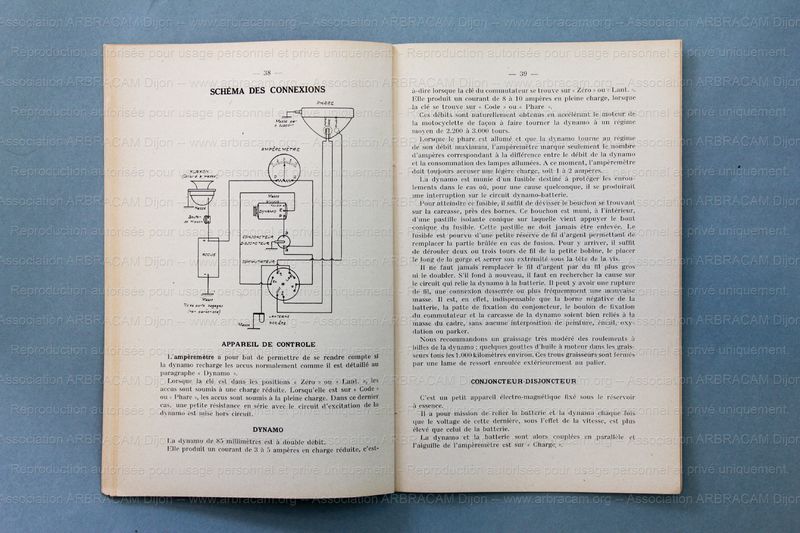 — 38 —
SCHÉMA DES CONNEXIONS
PHARE
Masse
AMPÈREMÈTRE
KLAXON
Masse
Masse
DYNAMO
CONJONCTEUR
DISJONCTEUR
COMMUTATEUR
ACCUS
Masse
LANTERNE
ARRIÈRE
Masse
APPAREIL DE CONTROLE
L'ampèremètre a pour but de permettre de se rendre compte si
la dynamo recharge les accus normalement comme il est détaillé au
paragraphe « Dynamo ».
Lorsque la clé est dans les positions « Zéro » ou « Lant. », les
accus sont soumis à une charge réduite. Lorsqu'elle est sur « Code »
ou « Phare », les accus sont soumis à la pleine charge. Dans ce dernier
cas, une petite résistance en série avec le circuit d'excitation de la
dynamo est mise hors circuit.
DYNAMO
La dynamo de 85 millimètres est à double débit.
Elle produit un courant de 3 à 5 ampères en charge réduite, c'est-
— 39 —
à-dire lorsque la clé du commutateur se trouve sur « Zéro » ou « Lant. ».
Elle produit un courant de 8 à 10 ampères en pleine charge, lorsque
la clé se trouve sur « Code » ou « Phare ».
Ces débits sont naturellement obtenus en accélérant le moteur de
la motocyclette de façon à faire tourner la dynamo à un régime
moyen de 2.200 à 3.000 tours.
Lorsque le phare est allumé et que la dynamo tourne au régime
de son débit maximum, l'ampèremètre marque seulement le nombre
d'ampères correspondant à la différence entre le débit de la dynamo
et la consommation des lampes allumées. A ce moment, l'ampèremètre
doit toujours accuser une légère charge, soit 1 à 2 ampères.
La dynamo est munie d'un fusible destiné à protéger les enrou-
lements dans le cas où, pour une cause quelconque, il se produirait
une interruption sur le circuit dynamo-batterie.
Pour atteindre ce fusible, il suffit de dévisser le bouchon se trouvant
sur la carcasse, près des bornes. Ce bouchon est muni, à l'intérieur,
d'une pastille isolante conique sur laquelle vient appuyer le bout
conique du fusible. Cette pastille ne doit jamais être enlevée. Le
fusible est pourvu d'une petite réserve de fil d'argent permettant de
remplacer la partie brûlée en cas de fusion. Pour y arriver, il suffit
de dérouler deux ou trois tours de fil de la petite bobine, le placer
le long de la gorge et serrer son extrémité sous la tête de la vis.
Il ne faut jamais remplacer le fil d'argent par du fil plus gros
ni le doubler. S'il fond à nouveau, il faut en rechercher la cause sur
le circuit qui relie la dynamo à la batterie. Il peut y avoir une rupture
de fil, une connexion desserrée ou plus fréquemment une mauvaise
masse. Il est, en effet, indispensable que la borne négative de la
batterie, la patte de fixation du conjoncteur, le boulon de fixation
du commutateur et la carcasse de la dynamo soient bien reliés à la
masse du cadre, sans aucune interposition de peinture, émail, oxy-
dation ou parker.
Nous recommandons un graissage très modéré des roulements à
billes de la dynamo; quelques gouttes d'huile à moteur dans les grais-
seurs tous les 1.000 kilomètres environ. Ces trous graisseurs sont fermés
par une lame de ressort enroulée extérieurement au palier.
CONJONCTEUR-DISJONCTEUR
C'est un petit appareil électro-magnétique fixé sous le réservoir
à essence.
Il a pour mission de relier la batterie et la dynamo chaque fois
que le voltage de cette dernière, sous l'effet de la vitesse, est plus
élevé que celui de la batterie.
La dynamo et la batterie sont alors couplées en parallèle et
l'aiguille de l'ampèremètre est sur « Charge ».
Association ARBRACAM Dijon -- www.arbracam.org -- Association ARBRACAM Dijon
Reproduction autorisée pour usage personnel et privé uniquement.